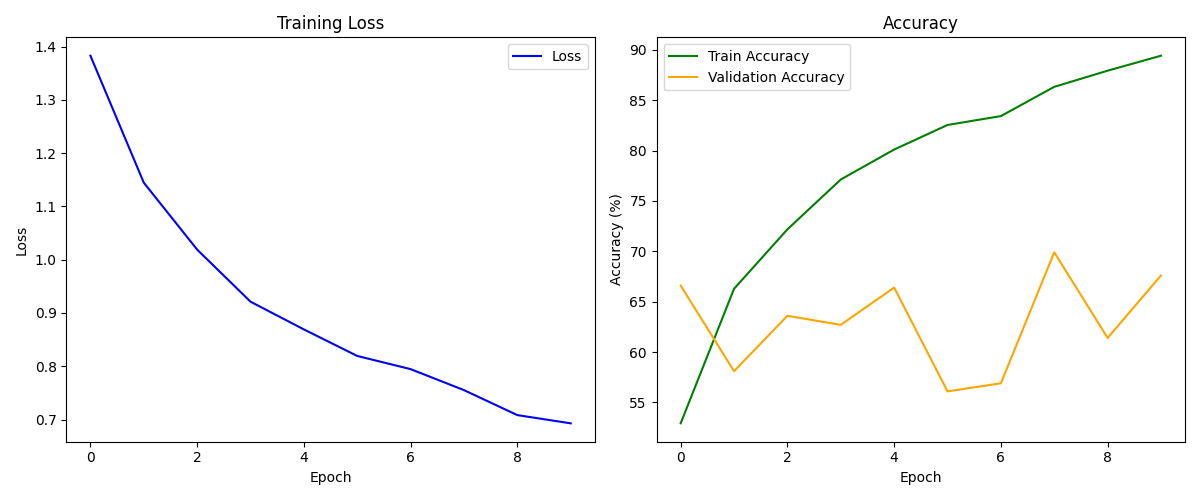 Training Loss
Loss
1.4
1.3
1.2
1.1
1.0
0.9
0.8
0.7
Loss
0
2
4
6
8
Epoch
Accuracy
Train Accuracy
Validation Accuracy
90
85
80
75
70
65
60
55
Accuracy (%)
0
2
4
6
8
Epoch